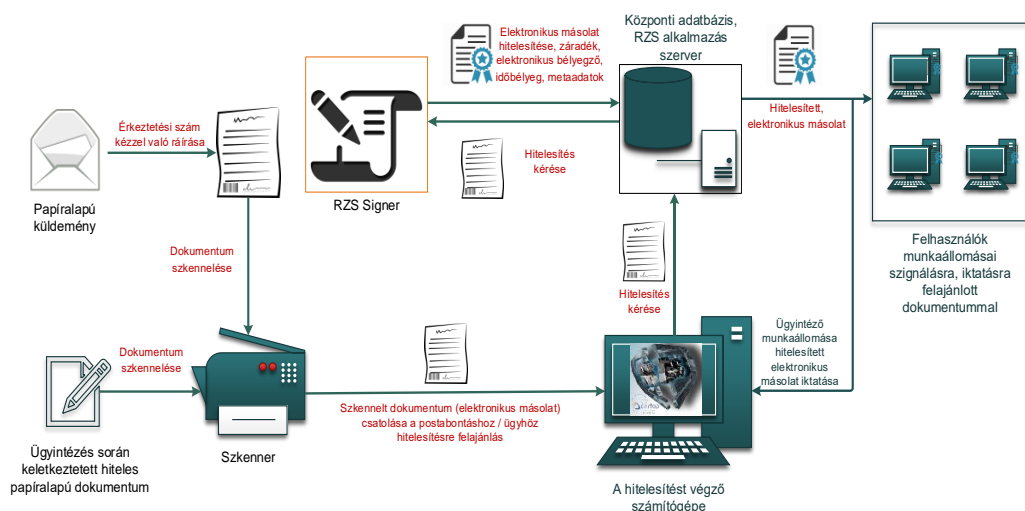 Elektronikus másolat
hitelesítése, záradék,
elektronikus bélyegző,
időbélyeg, metaadatok
Központi adatbázis,
RZS alkalmazás
szerver
Hitelesített,
elektronikus másolat
Érkeztetési szám
kézzel való ráírása
Hitelesítés
kérése
Papíralapú
küldemény
RZS Signer
Felhasználók
munkaállomásai
szignálásra, iktatásra
felajánlott
dokumentummal
Dokumentum
szkennelése
Hitelesítés
kérése
Ügyintéző
munkaállomása
hitelesített
elektronikus
másolat iktatása
Dokumentum
szkennelése
Szkennelt dokumentum (elektronikus másolat)
csatolása a postabontáshoz / ügyhöz
hitelesítésre felajánlás
Szkenner
Ügyintézés során
keletkeztetett hiteles
papíralapú dokumentum
A hitelesítést végző
számítógépe